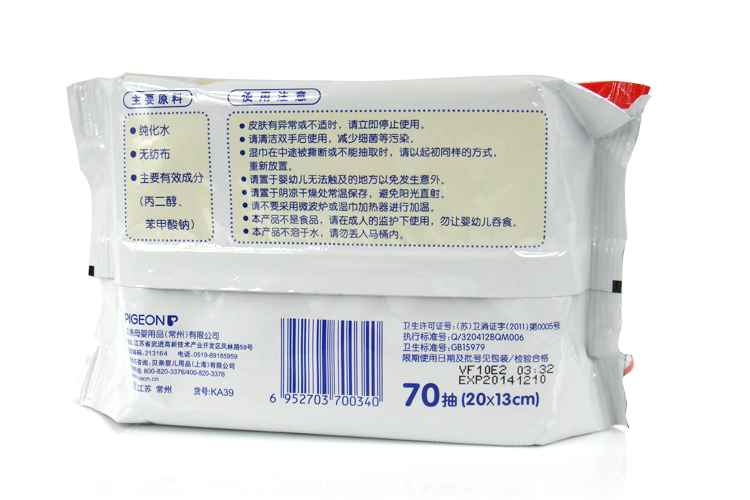 主要原料
● 纯化水
● 无纺布
● 主要有效成分
（丙二醇、
苯甲酸钠）
使用注意
● 皮肤有异常或不适时，请立即停止使用。
● 请清洁双手后使用，减少细菌等污染。
● 湿巾在中途被撕断或不能抽取时，请以起初同样的方式，
重新放置。
● 请置于婴幼儿无法触及的地方以免发生意外。
● 请置于阴凉干燥处常温保存，避免阳光直射。
● 请不要采用微波炉或湿巾加热器进行加温。
● 本产品不是食品，请在成人的监护下使用，勿让婴幼儿吞食。
● 本产品不溶于水，请勿丢入马桶内。
PIGEON
亲母婴用品(常州)有限公司
江苏省武进高新技术产业开发区凤林路59号
编:213164 电话:0519-89185959
咨询:贝亲婴儿用品(上海)有限公司
800-820-3376/400-820-3376
江苏 常州 货号:KA39
6 952703 700340
卫生许可证号:(苏)卫消证字(2011)第0005号
执行标准号:Q/320412BQM006
卫生标准号:GB15979
限期使用日期及批号见包装/检验合格
VF10E2 03:32
EXP20141210
70抽(20x13cm)